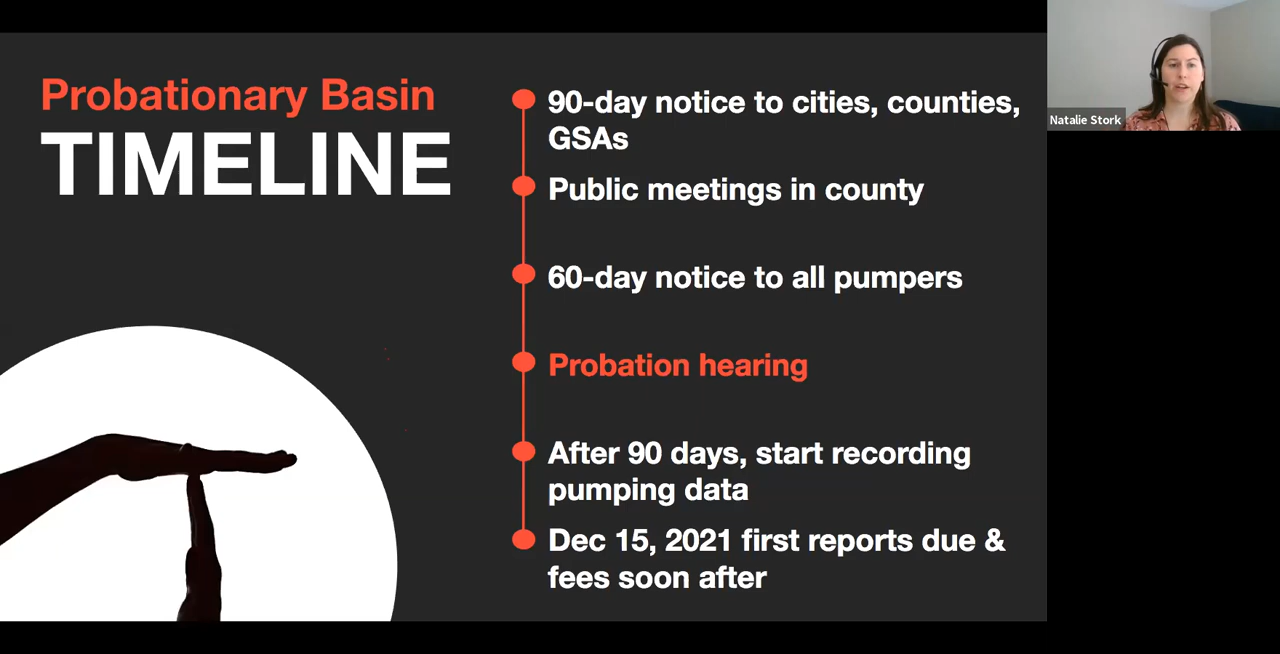 Probationary Basin
TIMELINE
90-day notice to cities, counties,
GSAs
Public meetings in county
60-day notice to all pumpers
Probation hearing
After 90 days, start recording
pumping data
Dec 15, 2021 first reports due &
fees soon after
Natalie Stork